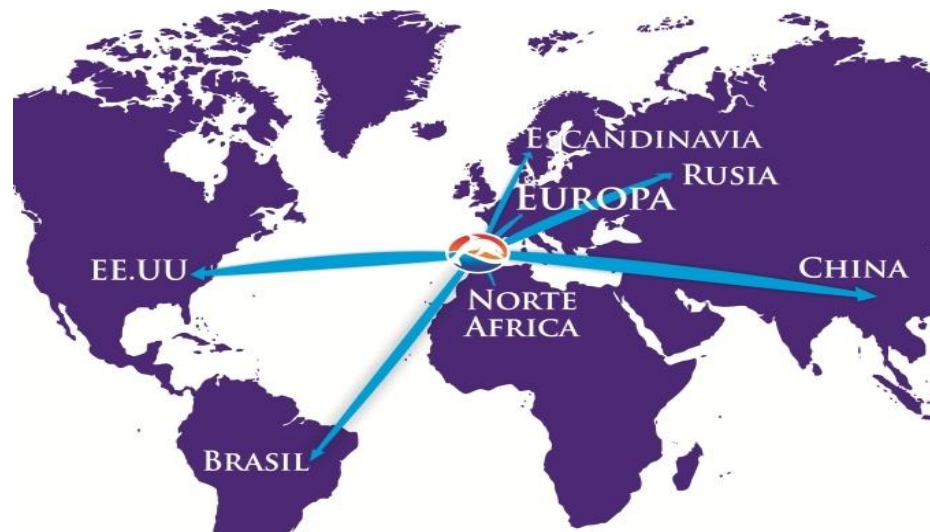 ESCANDINAVIA
RUSIA
EUROPA
EE.UU
CHINA
NORTE
AFRICA
BRASIL